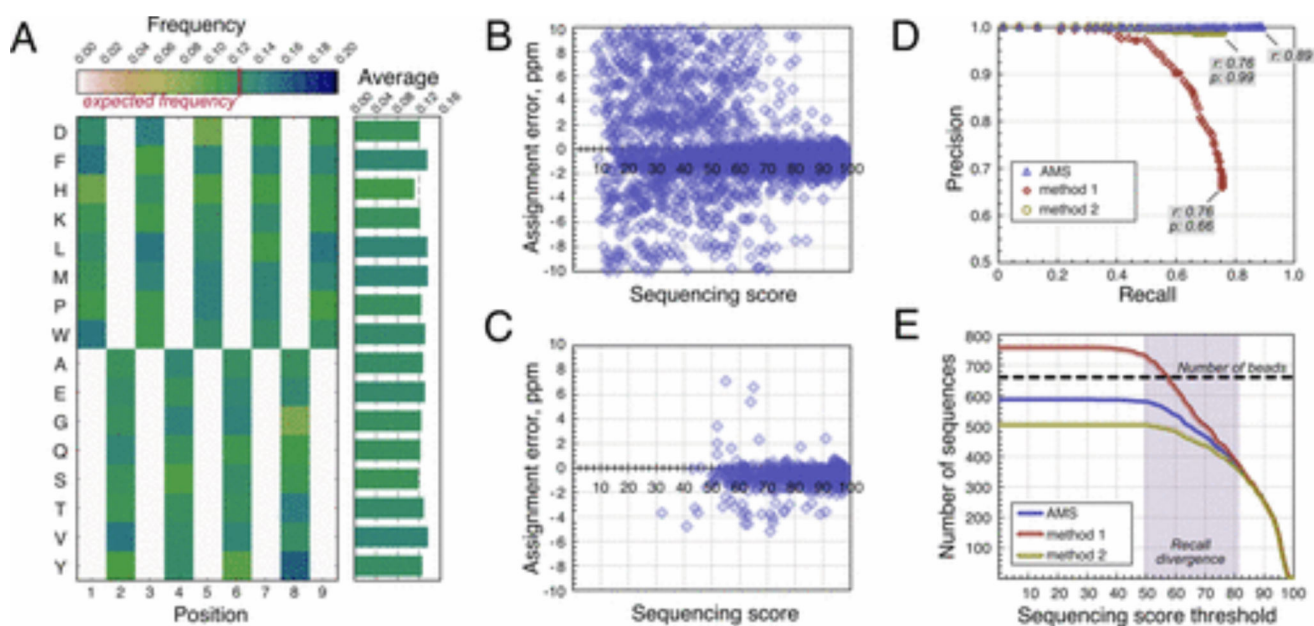 A
Frequency
0.00 0.02 0.04 0.06 0.08 0.10 0.12 0.14 0.16 0.18 0.20
expected frequency
Average
0.00 0.04 0.08 0.12 0.16
D
F
H
K
L
M
P
W
A
E
G
Q
S
T
V
Y
1 2 3 4 5 6 7 8 9
Position
B
Assignment error, ppm
10
8
6
4
2
0
-2
-4
-6
-8
-10
10 20 30 40 50 60 70 80 90 100
Sequencing score
C
Assignment error, ppm
10
8
6
4
2
0
-2
-4
-6
-8
-10
10 20 30 40 50 60 70 80 90 100
Sequencing score
D
Precision
1.0
0.9
0.8
0.7
0.6
0.5
r: 0.76
p: 0.99
r: 0.89
AMS
method 1
method 2
r: 0.76
p: 0.66
0 0.2 0.4 0.6 0.8 1.0
Recall
E
Number of sequences
800
700
600
500
400
300
200
100
Number of beads
AMS
method 1
method 2
Recall
divergence
10 20 30 40 50 60 70 80 90 100
Sequencing score threshold